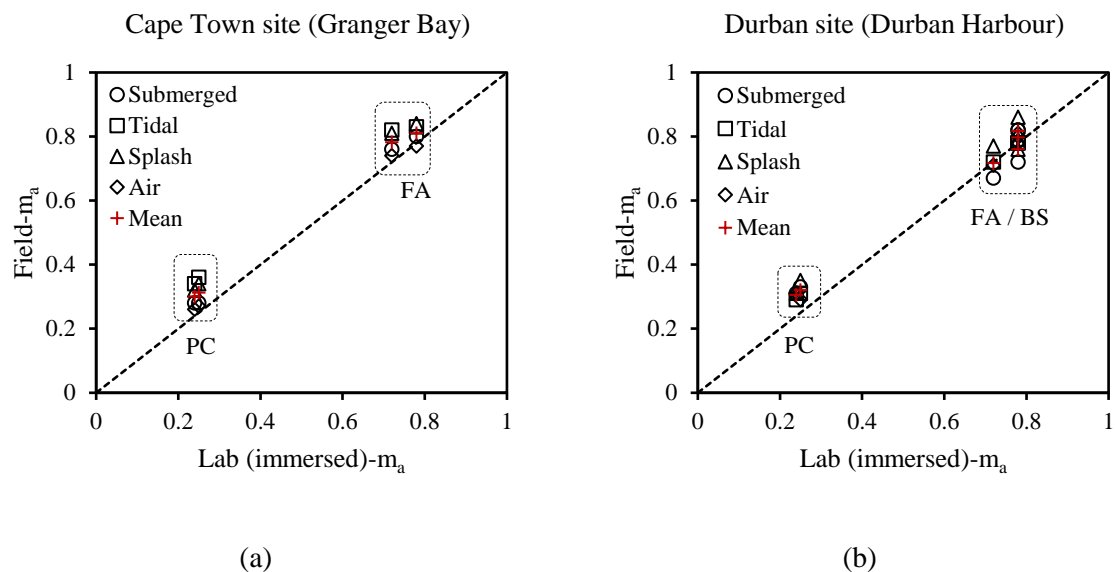 Cape Town site (Granger Bay)
1
0.8
0.6
0.4
0.2
0
Field-mₐ
Submerged
Tidal
Splash
Air
Mean
FA
PC
0
0.2
0.4
0.6
0.8
1
Lab (immersed)-mₐ
(a)
Durban site (Durban Harbour)
1
0.8
0.6
0.4
0.2
0
Field-mₐ
Submerged
Tidal
Splash
Air
Mean
FA / BS
PC
0
0.2
0.4
0.6
0.8
1
Lab (immersed)-mₐ
(b)